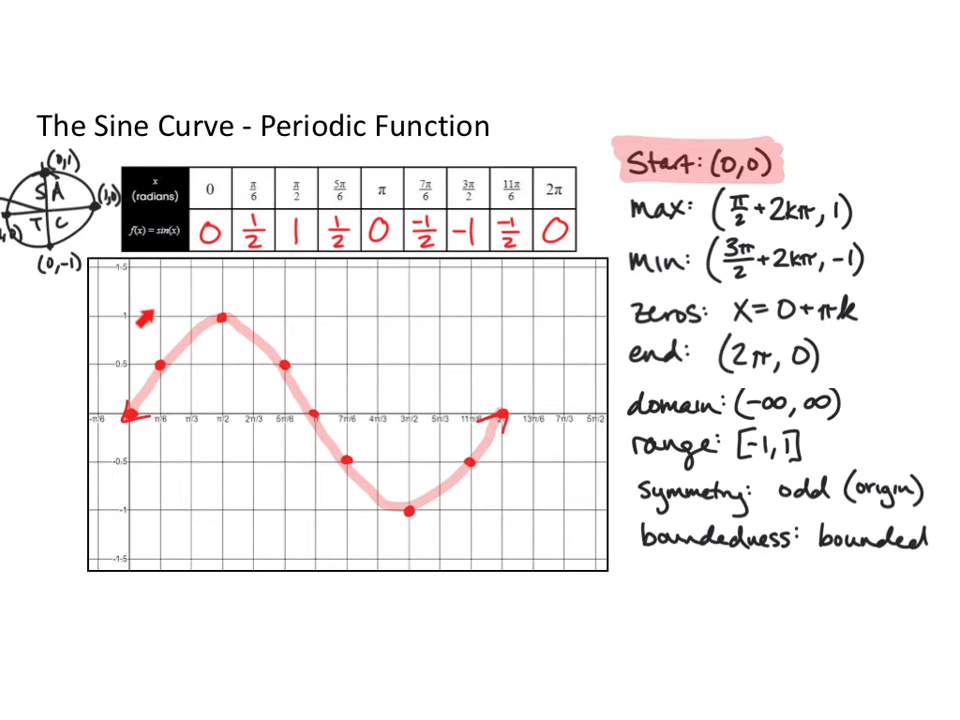 The Sine Curve - Periodic Function
(0,1)
S A
(1,0)
T C
(0,-1)
x (radians) 0 π/6 π/2 5π/6 π 7π/6 3π/2 11π/6 2π
f(x) = sin(x) 0 1/2 1 1/2 0 -1/2 -1 -1/2 0
Start: (0,0)
max: (π/2 + 2kπ, 1)
min: (3π/2 + 2kπ, -1)
zeros: x = 0 + πk
end: (2π, 0)
domain: (-∞, ∞)
range: [-1, 1]
symmetry: odd (origin)
boundedness: bounded
1.5
1
0.5
-π/6 π/6 π/3 π/2 2π/3 5π/6 7π/6 4π/3 3π/2 5π/3 11π/6 13π/6 7π/3 5π/2
-0.5
-1
-1.5